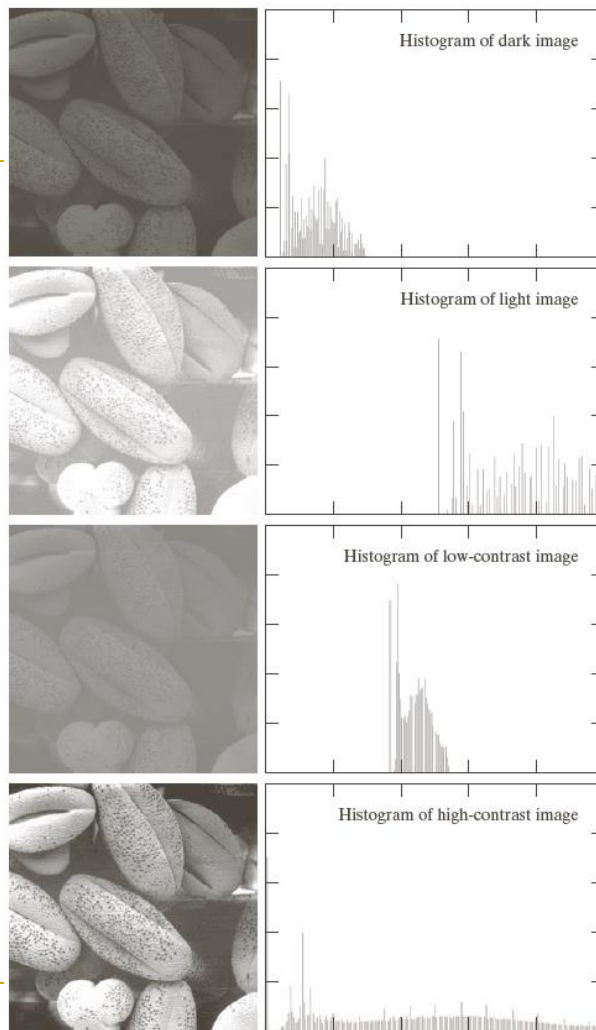 Histogram of dark image
Histogram of light image
Histogram of low-contrast image
Histogram of high-contrast image